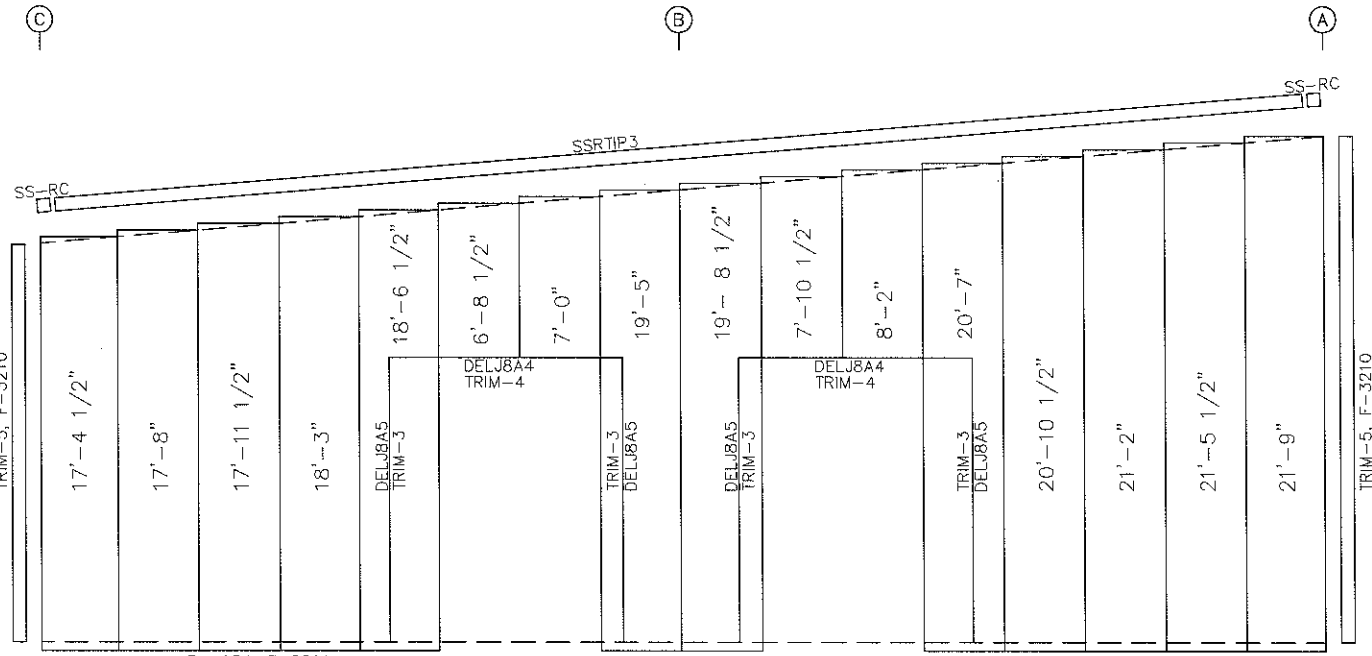 C
B
A
SS-RC
SSRTIP3
SS-RC
17'-4 1/2"
17'-8"
17'-11 1/2"
18'-3"
18'-6 1/2"
6'-8 1/2"
7'-0"
19'-5"
19'- 8 1/2"
7'-10 1/2"
8'-2"
20'-7"
20'-10 1/2"
21'-2"
21'-5 1/2"
21'-9"
DELJ8A4
TRIM-4
DELJ8A4
TRIM-4
DELJ8A5
TRIM-3
TRIM-3
DELJ8A5
DELJ8A5
TRIM-3
TRIM-3
DELJ8A5
TRIM-5, F-3210
TRIM-5, F-3210